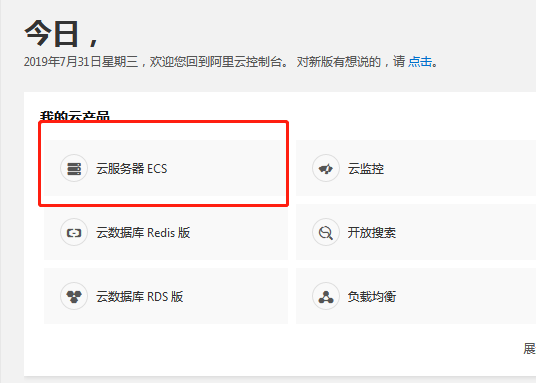 今日，
2019年7月31日星期三，欢迎您回到阿里云控制台。 对新版有想说的，请 点击。
我的云产品
云服务器 ECS
云监控
云数据库 Redis 版
开放搜索
云数据库 RDS 版
负载均衡
展